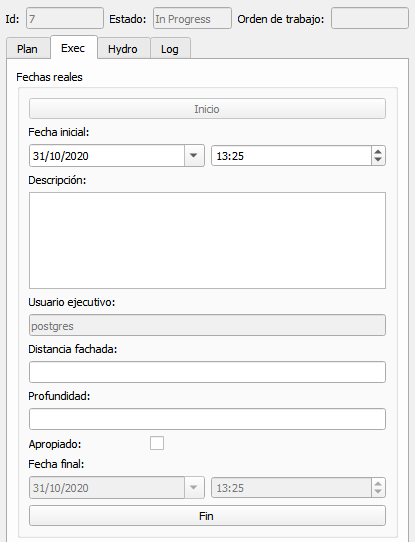 Id: 7 Estado: In Progress Orden de trabajo:
Plan Exec Hydro Log
Fechas reales
Inicio
Fecha inicial:
31/10/2020 13:25
Descripción:
Usuario ejecutivo:
postgres
Distancia fachada:
Profundidad:
Apropiado:
Fecha final:
31/10/2020 13:25
Fin